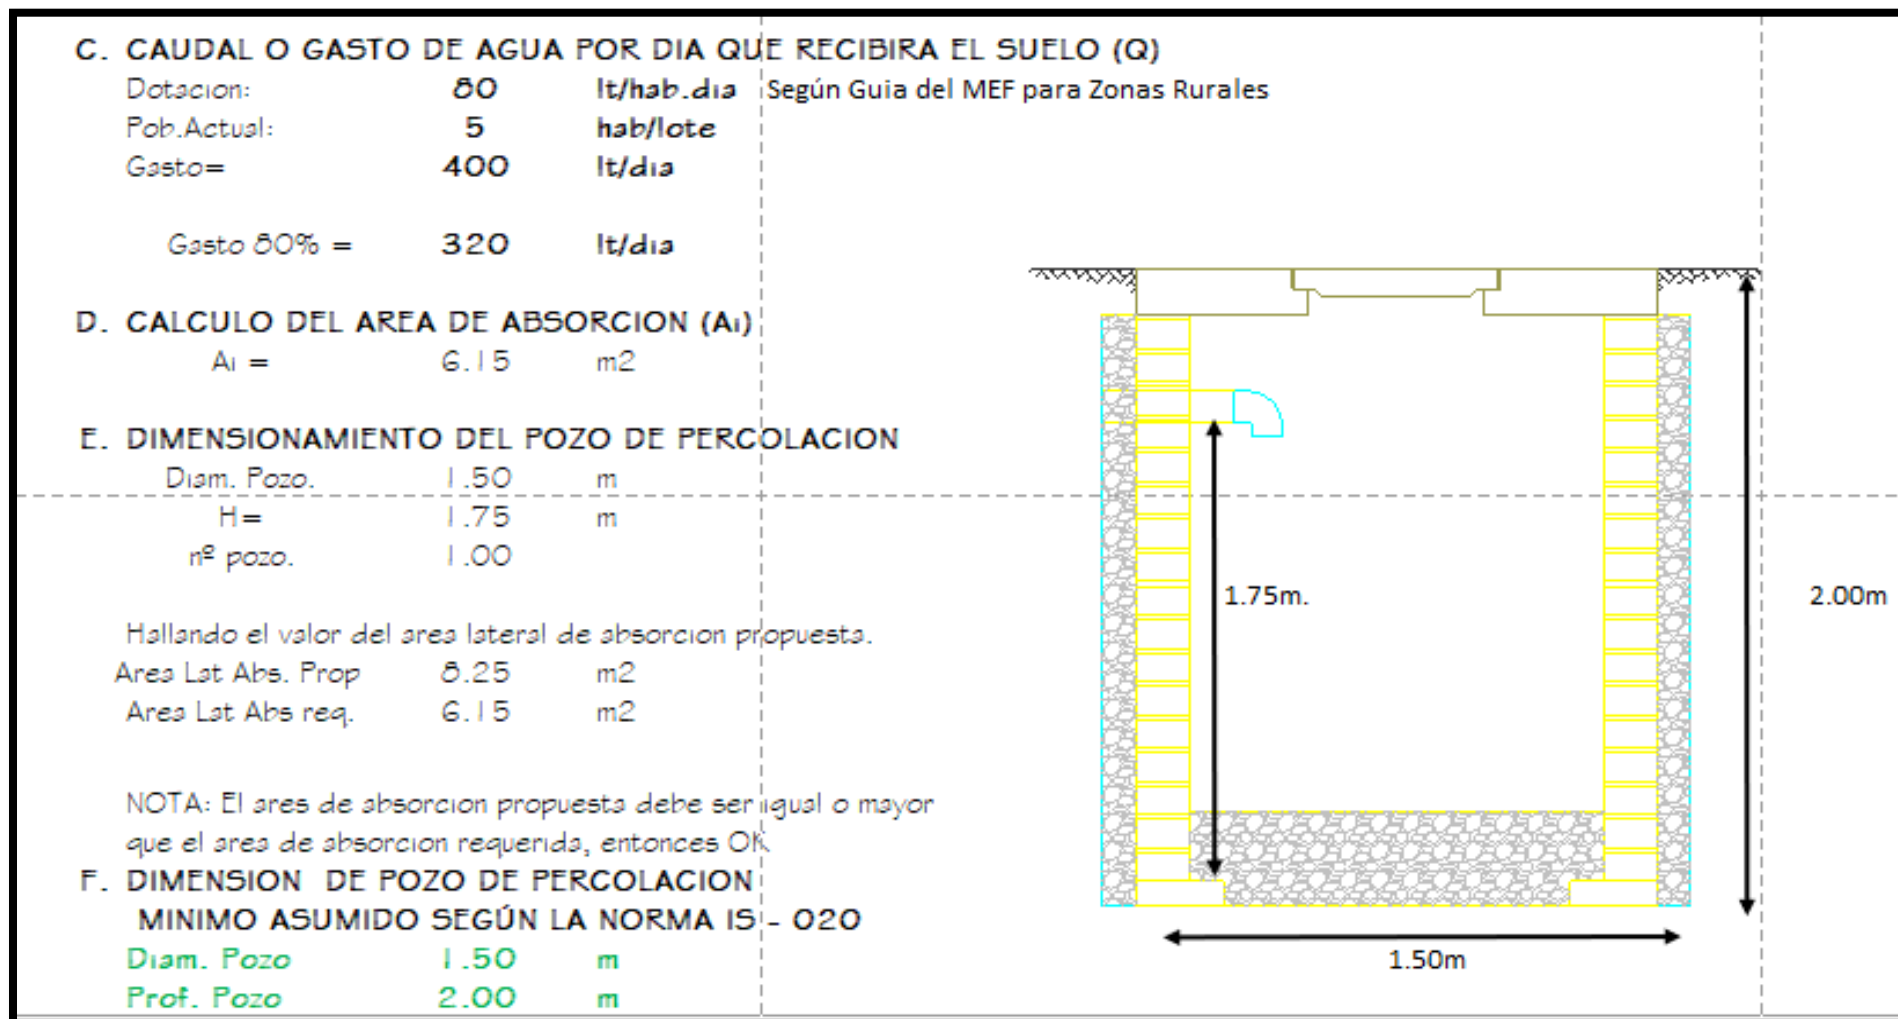 C. CAUDAL O GASTO DE AGUA POR DIA QUE RECIBIRA EL SUELO (Q)
Dotacion: 80 lt/hab.dia Según Guia del MEF para Zonas Rurales
Pob.Actual: 5 hab/lote
Gasto= 400 lt/dia
Gasto 80% = 320 lt/dia
D. CALCULO DEL AREA DE ABSORCION (Ai)
Ai = 6.15 m2
E. DIMENSIONAMIENTO DEL POZO DE PERCOLACION
Diam. Pozo. 1.50 m
H= 1.75 m
nº pozo. 1.00
Hallando el valor del area lateral de absorcion propuesta.
Area Lat Abs. Prop 8.25 m2
Area Lat Abs req. 6.15 m2
NOTA: El ares de absorcion propuesta debe ser igual o mayor
que el area de absorcion requerida, entonces OK
F. DIMENSION DE POZO DE PERCOLACION
MINIMO ASUMIDO SEGÚN LA NORMA IS - 020
Diam. Pozo 1.50 m
Prof. Pozo 2.00 m
1.75m.
2.00m
1.50m